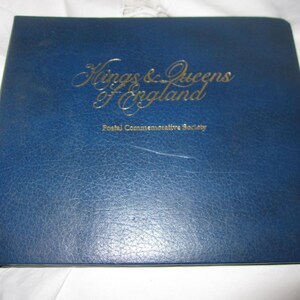 Kings & Queens
of England
Postal Commemorative Society